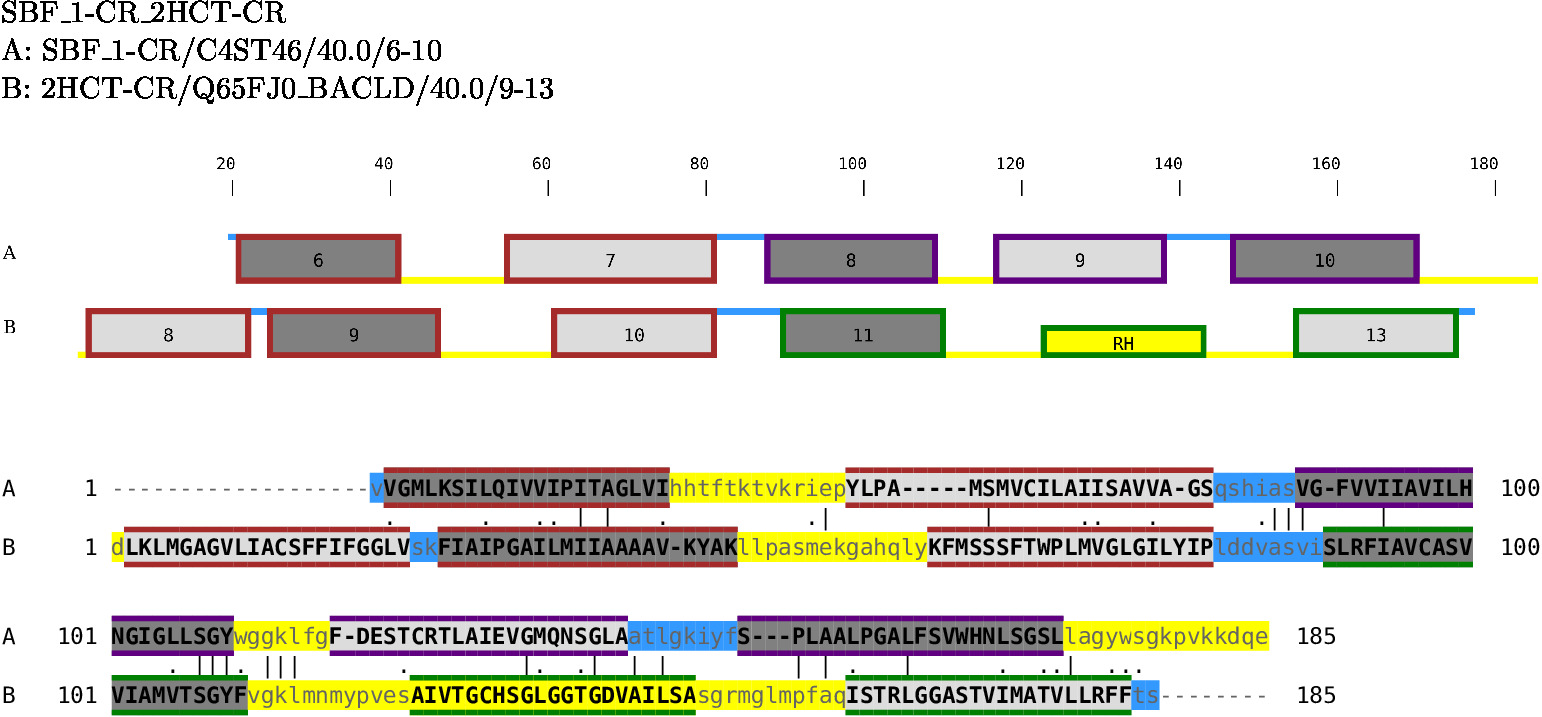 SBF_1-CR_2HCT-CR
A: SBF_1-CR/C4ST46/40.0/6-10
B: 2HCT-CR/Q65FJ0_BACLD/40.0/9-13
20 40 60 80 100 120 140 160 180
A 6 7 8 9 10
B 8 9 10 11 RH 13
A 1 -------------------vVGMLKSILQIVVIPITAGLVIhhtftktvkriepYLPA-----MSMVCILAIISAVVA-GSqshiasVG-FVVIIAVILH 100
B 1 dLKLMGAGVLIACSFFIFGGLVskFIAIPGAILMIIAAAAV-KYAKllpasmekgahqlyKFMSSSFTWPLMVGLGILYIPlddvasviSLRFIAVCASV 100
A 101 NGIGLLSGYwggklfgF-DESTCRTLAIEVGMQNSGLAatlgkiyfS---PLAALPGALFSVWHNLSGSLlagywsgkpvkkdqe 185
B 101 VIAMVTSGYFvgklmnmypvesAIVTGCHSGLGGTGDVAILSAsgrmglmpfaqISTRLGGASTVIMATVLLRFFts-------- 185